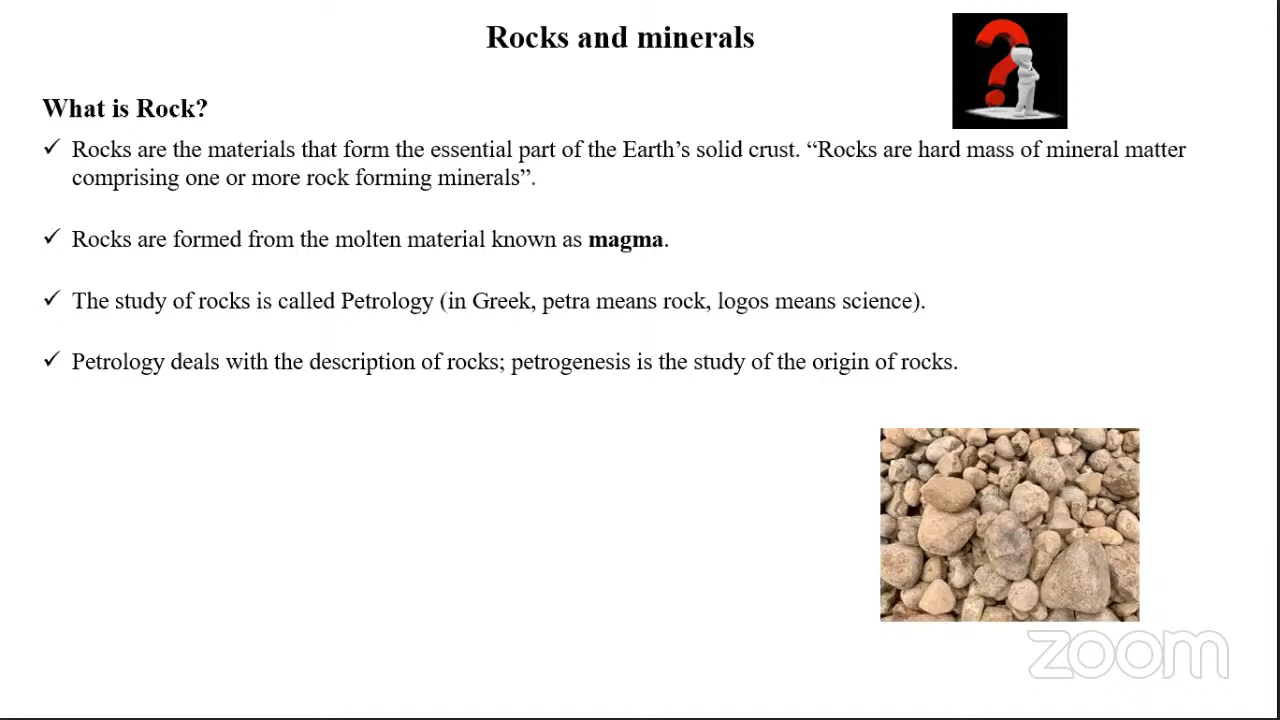 Rocks and minerals
What is Rock?
✓ Rocks are the materials that form the essential part of the Earth’s solid crust. “Rocks are hard mass of mineral matter
comprising one or more rock forming minerals”.
✓ Rocks are formed from the molten material known as magma.
✓ The study of rocks is called Petrology (in Greek, petra means rock, logos means science).
✓ Petrology deals with the description of rocks; petrogenesis is the study of the origin of rocks.
zoom